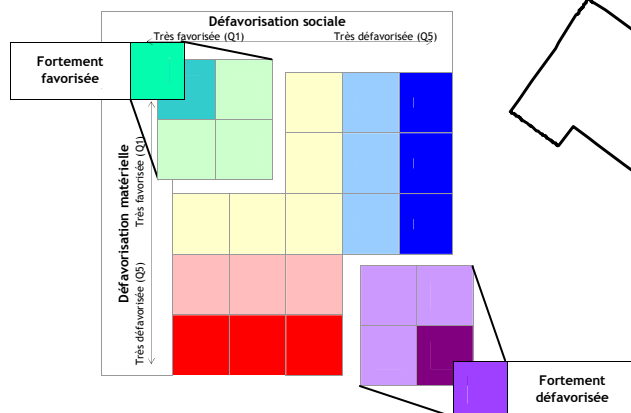 Défavorisation sociale
Très favorisée (Q1)
Très défavorisée (Q5)
Fortement
favorisée
Défavorisation matérielle
Très favorisée (Q1)
Très défavorisée (Q5)
Fortement
défavorisée